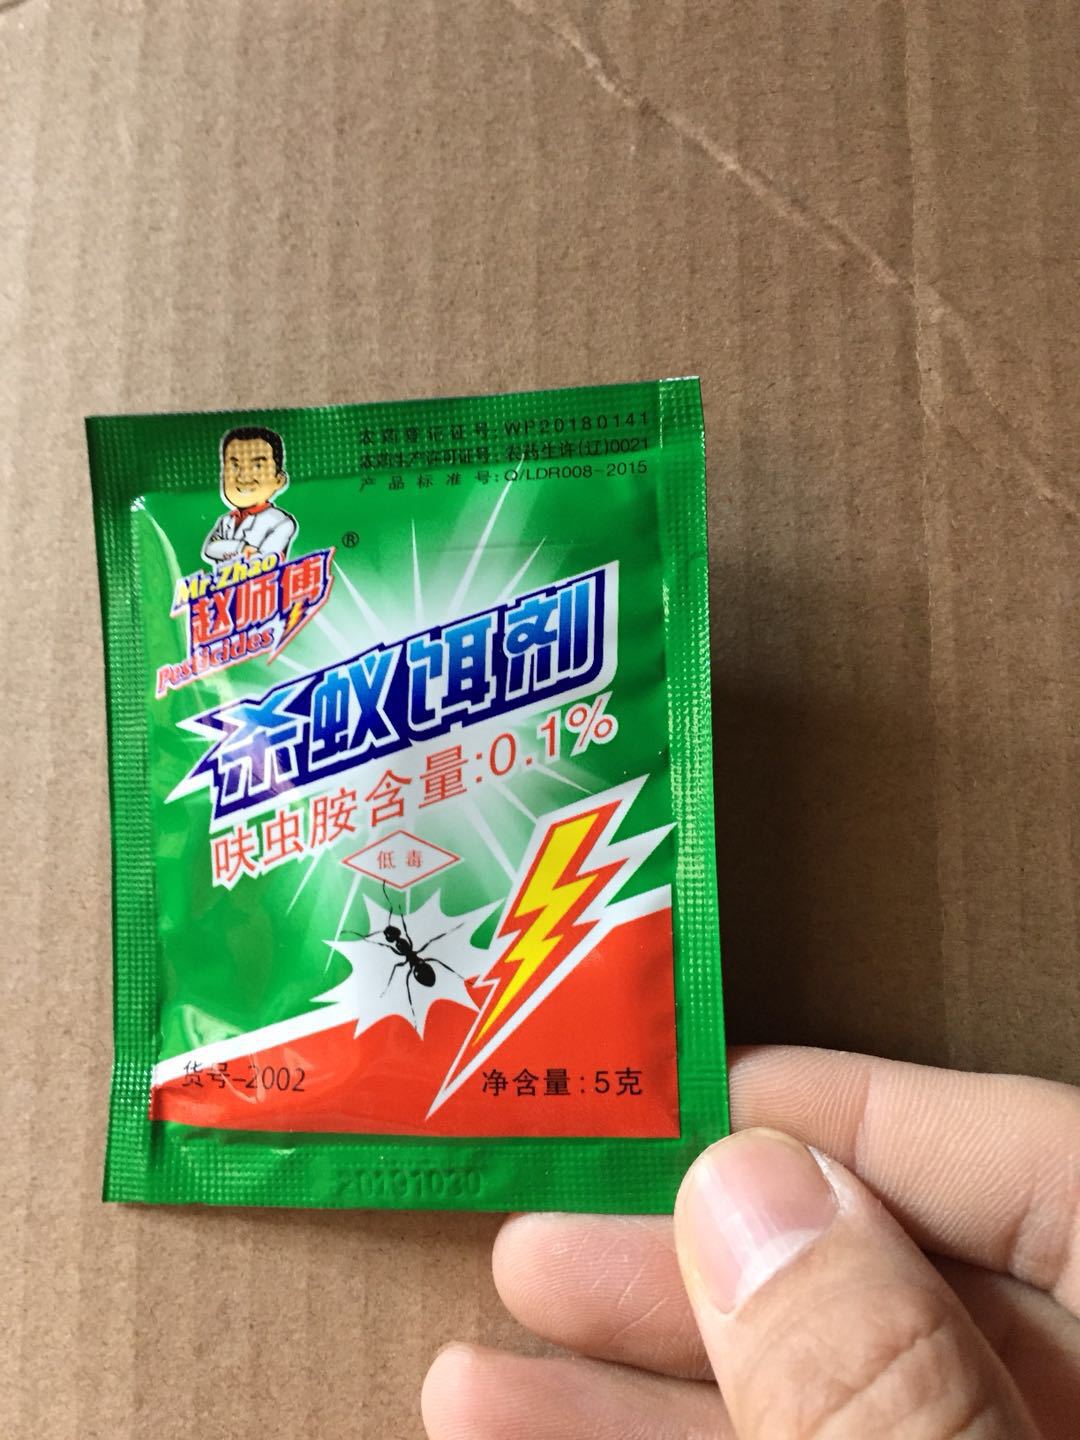 农药登记证号:WP20180141
农药生产许可证号:农药生许(辽)0021
产品标准号:Q/LDR008-2015
®
Mr.Zhao
赵师傅
Pesticides
杀蚁饵剂
呋虫胺含量:0.1%
低毒
货号-2002
净含量:5克
20191030